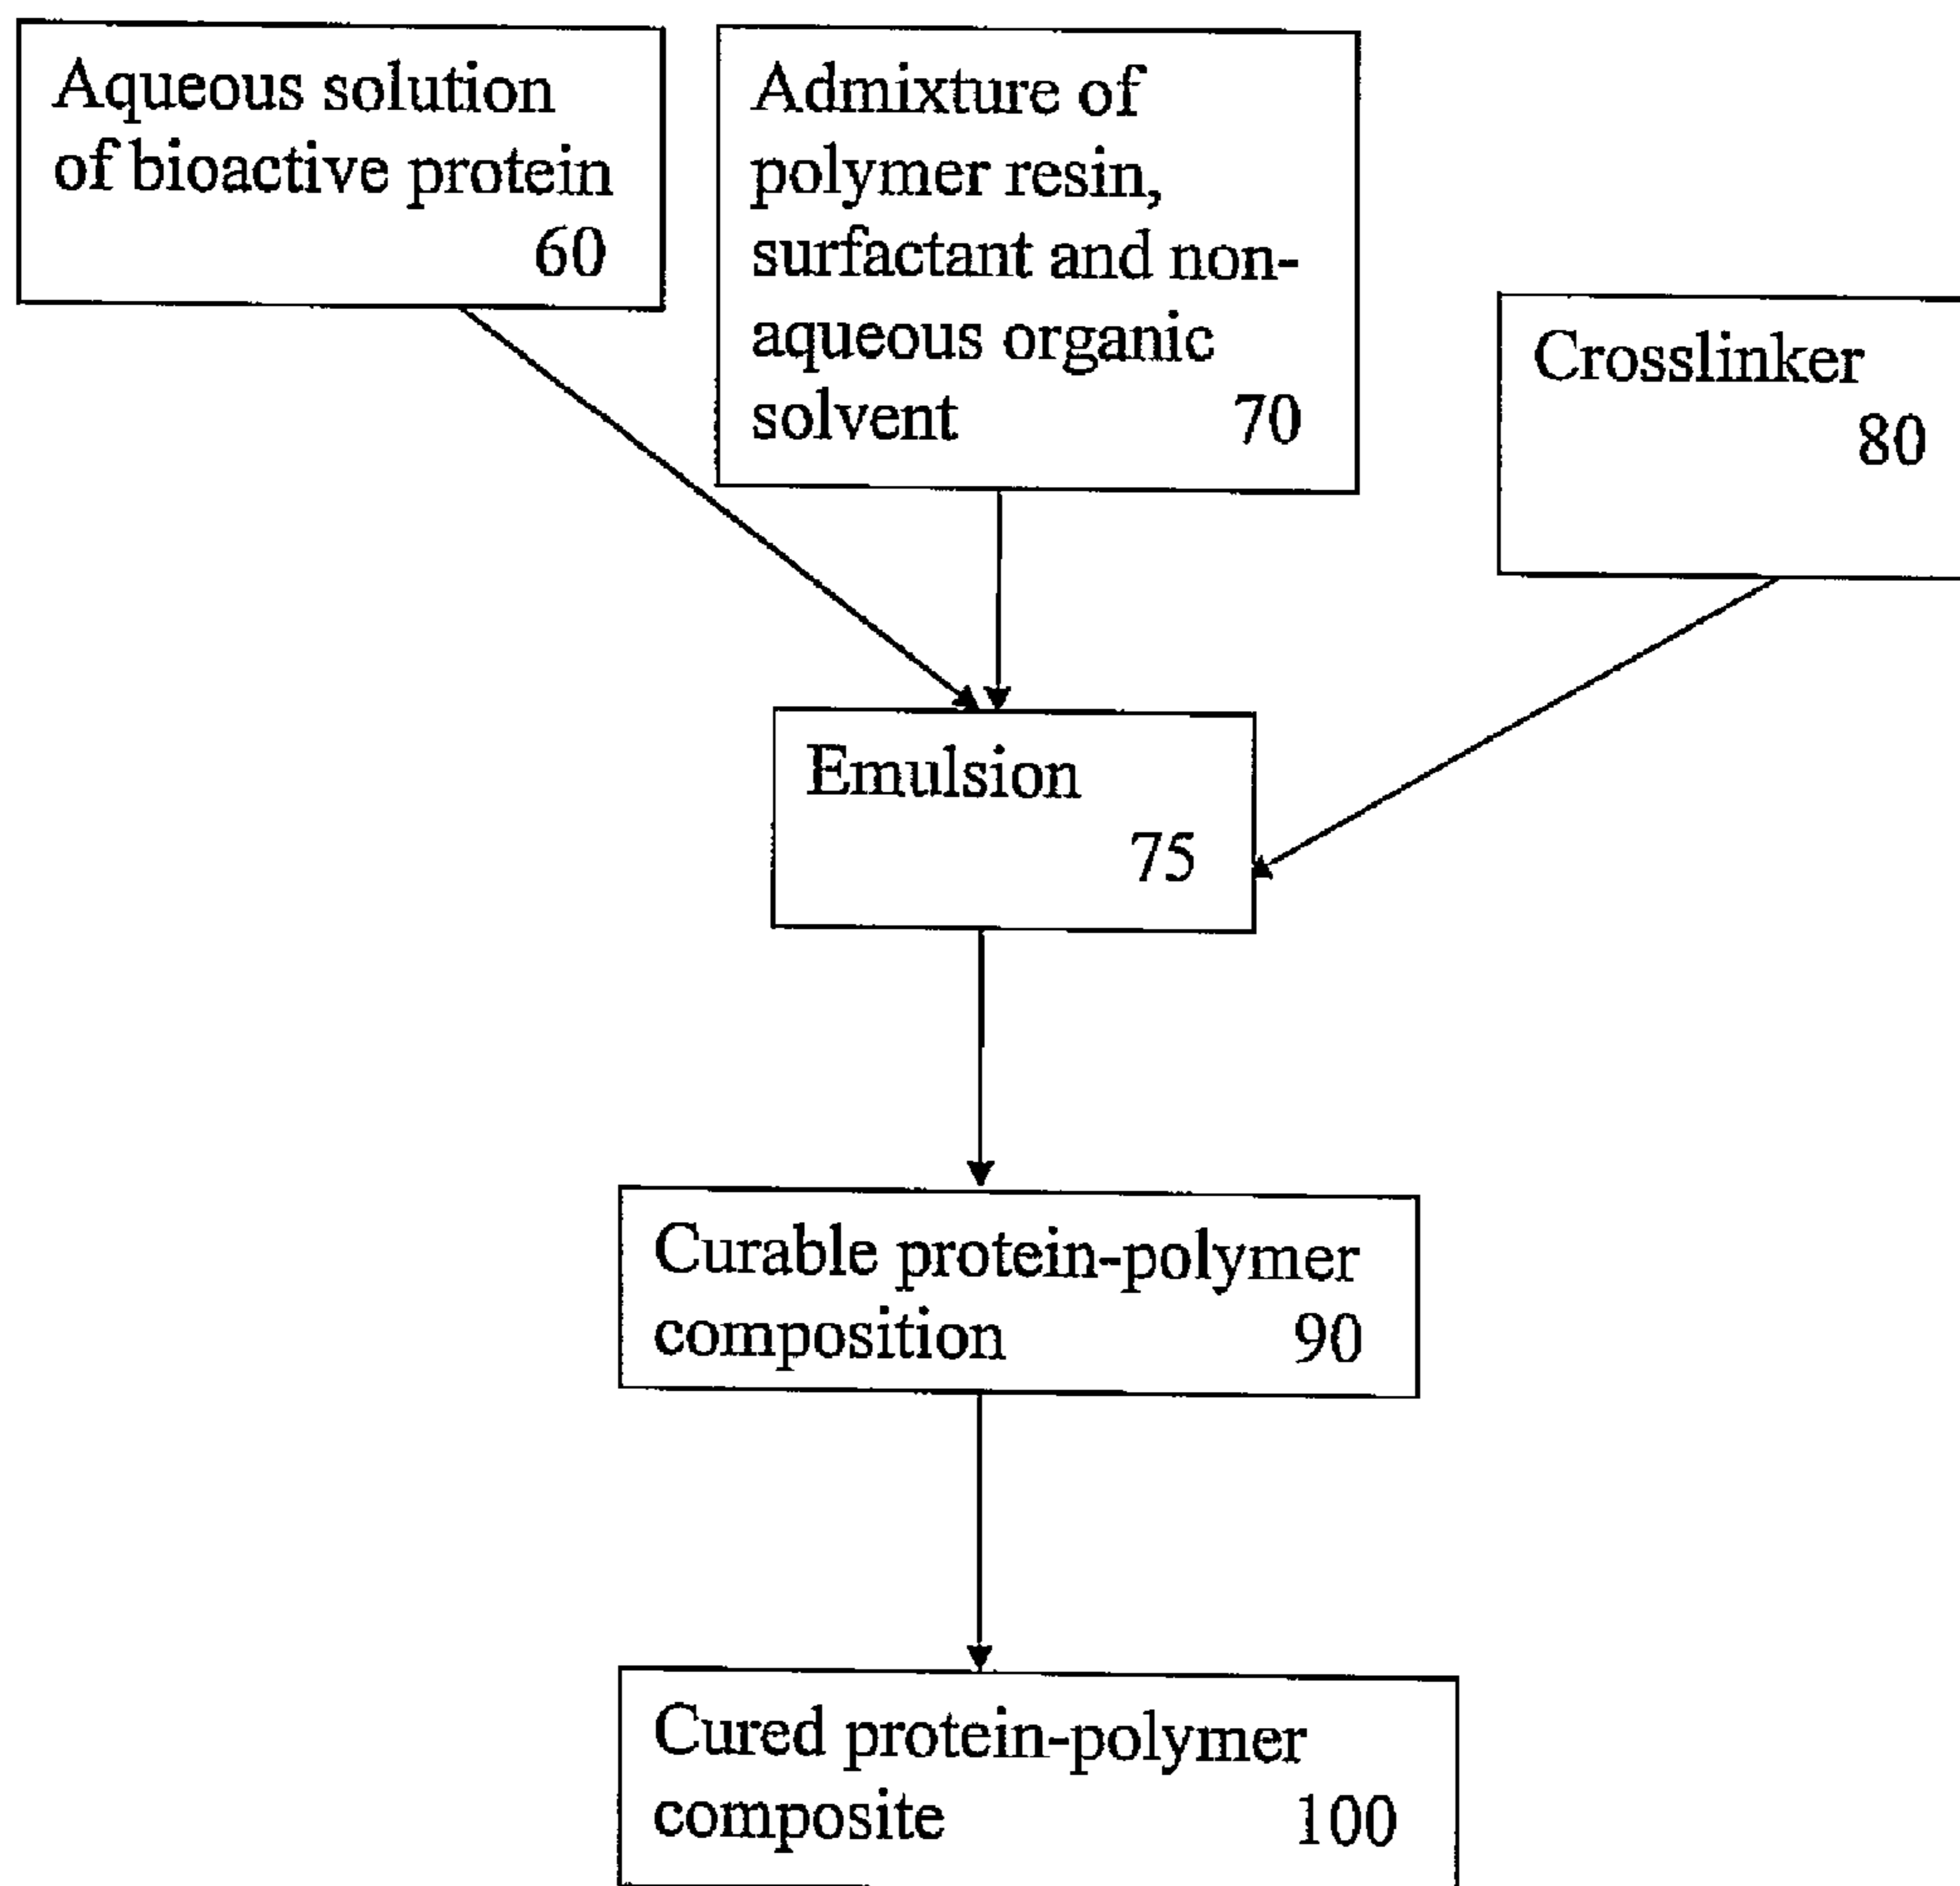 Aqueous solution
of bioactive protein
60
Admixture of
polymer resin,
surfactant and non-
aqueous organic
solvent 70
Crosslinker
80
Emulsion
75
Curable protein-polymer
composition 90
Cured protein-polymer
composite 100